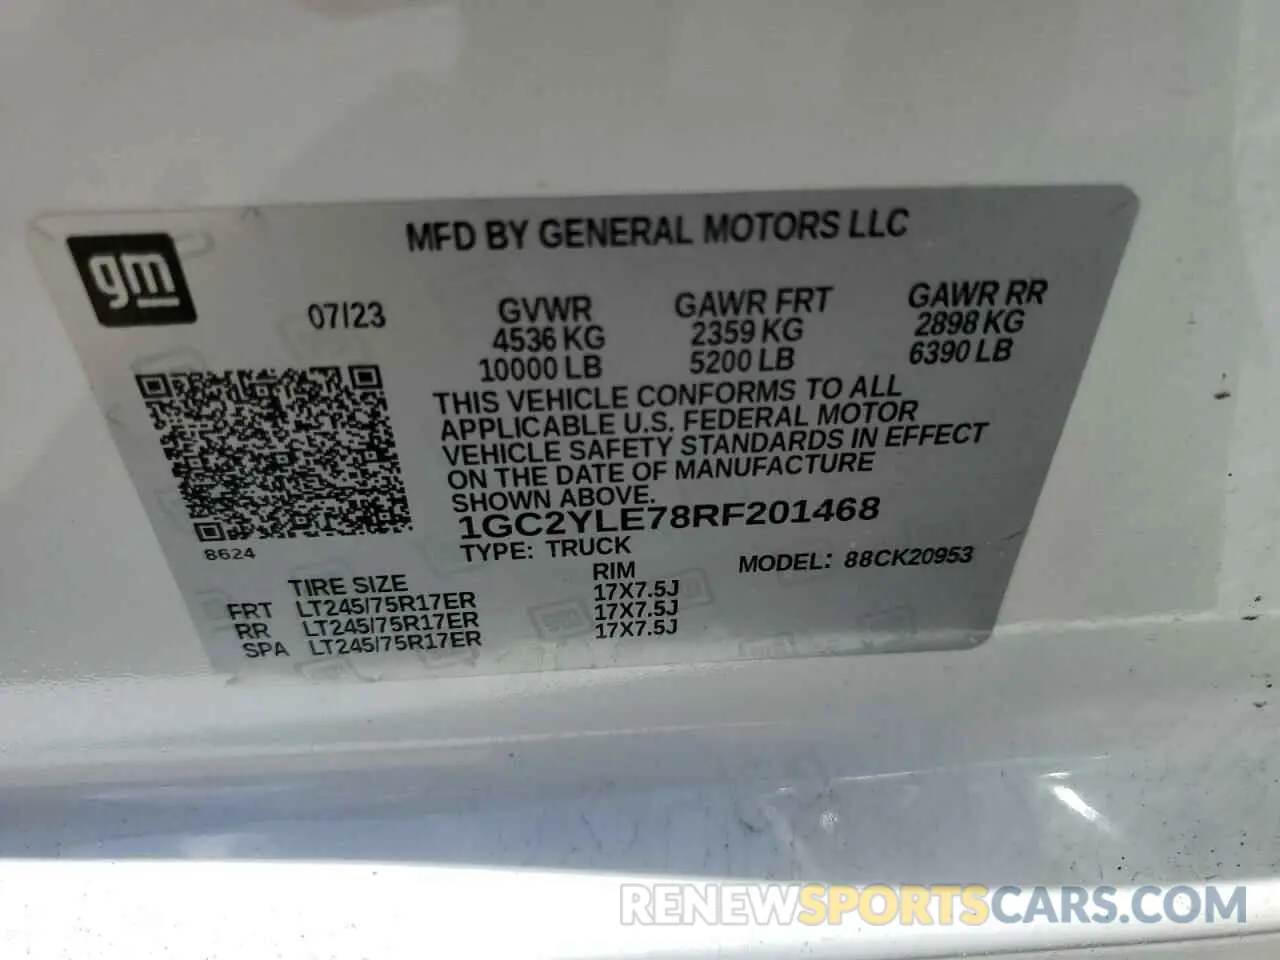 MFD BY GENERAL MOTORS LLC
gm
07/23
GVWR
4536 KG
10000 LB
GAWR FRT
2359 KG
5200 LB
GAWR RR
2898 KG
6390 LB
THIS VEHICLE CONFORMS TO ALL
APPLICABLE U.S. FEDERAL MOTOR
VEHICLE SAFETY STANDARDS IN EFFECT
ON THE DATE OF MANUFACTURE
SHOWN ABOVE.
1GC2YLE78RF201468
8624
TYPE: TRUCK
MODEL: 88CK20953
TIRE SIZE RIM
FRT LT245/75R17ER 17X7.5J
RR LT245/75R17ER 17X7.5J
SPA LT245/75R17ER 17X7.5J
RENEWSPORTSCARS.COM